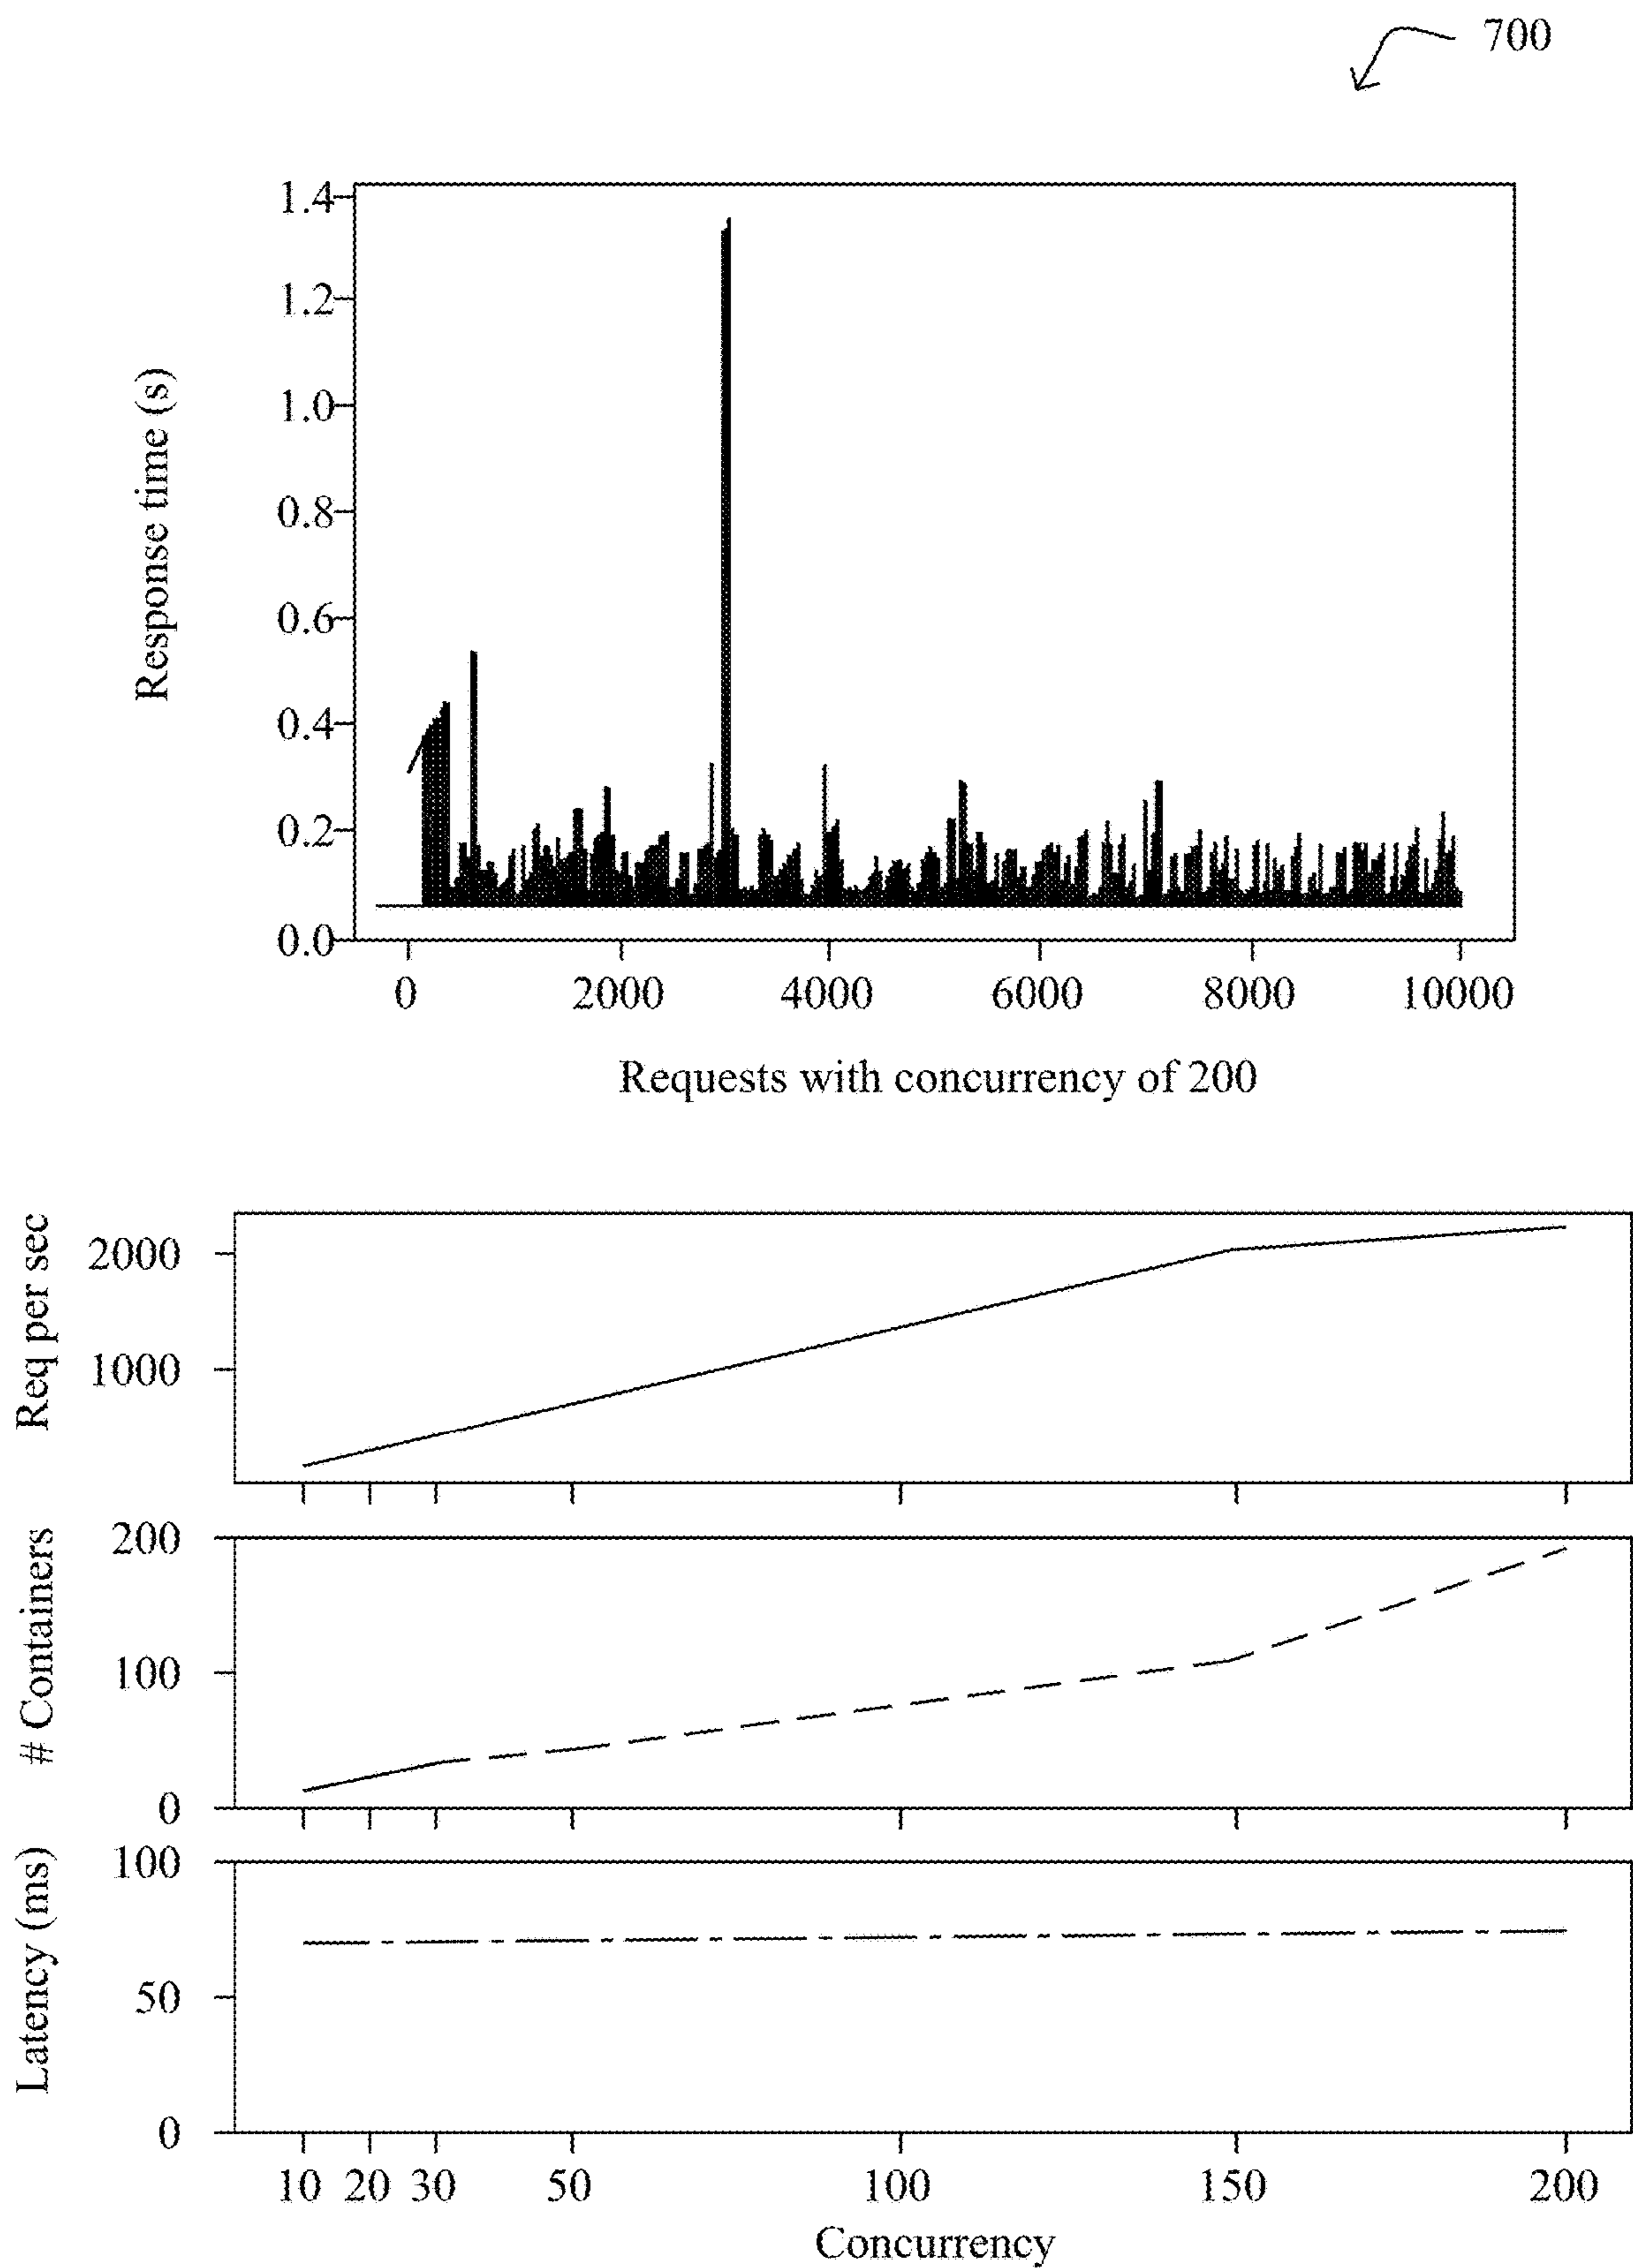 700
1.4
1.2
1.0
0.8
0.6
0.4
0.2
0.0
Response time (s)
0 2000 4000 6000 8000 10000
Requests with concurrency of 200
Req per sec
2000
1000
# Containers
200
100
0
Latency (ms)
100
50
0
10 20 30 50 100 150 200
Concurrency